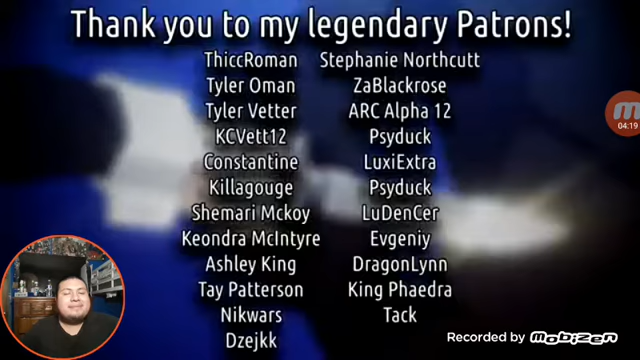 Thank you to my legendary Patrons!
ThiccRoman
Tyler Oman
Tyler Vetter
KCVett12
Constantine
Killagouge
Shemari Mckoy
Keondra McIntyre
Ashley King
Tay Patterson
Nikwars
Dzejkk
Stephanie Northcutt
ZaBlackrose
ARC Alpha 12
Psyduck
LuxiExtra
Psyduck
LuDenCer
Evgeniy
DragonLynn
King Phaedra
Tack
m
04:19
Recorded by mobizen